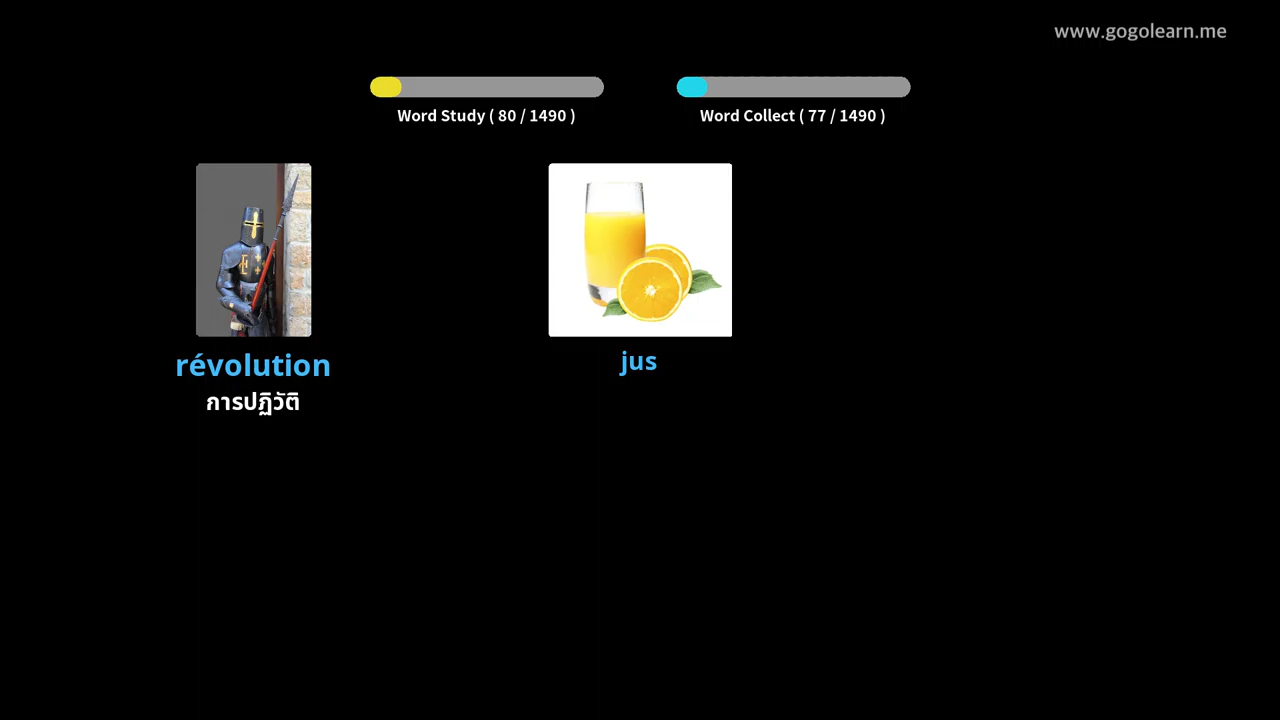 www.gogolearn.me
Word Study ( 80 / 1490 )
Word Collect ( 77 / 1490 )
révolution
การปฏิวัติ
jus